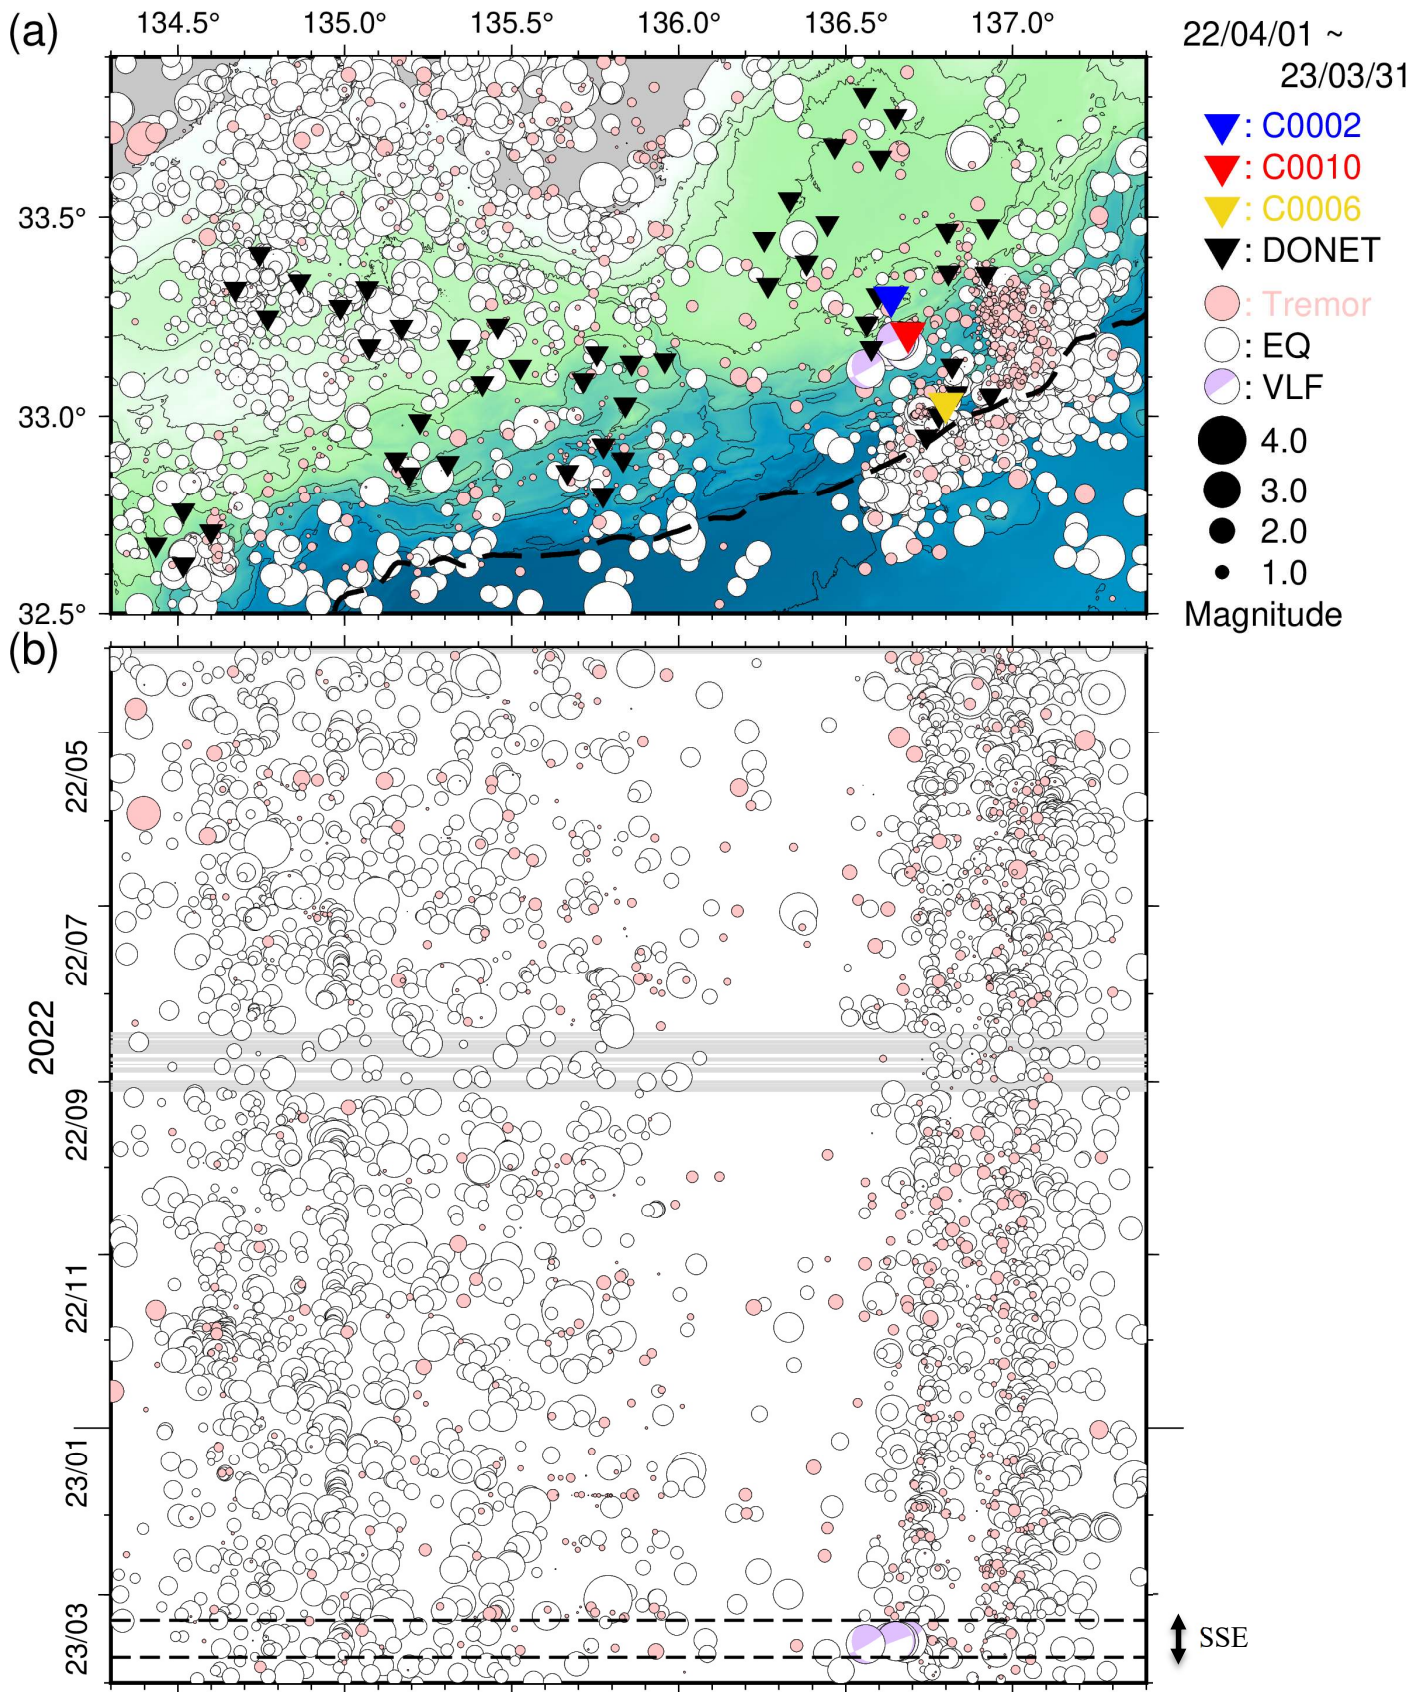 (a)
134.5° 135.0° 135.5° 136.0° 136.5° 137.0°
33.5°
33.0°
32.5°
22/04/01 ~
23/03/31
: C0002
: C0010
: C0006
: DONET
: Tremor
: EQ
: VLF
4.0
3.0
2.0
1.0
Magnitude
(b)
22/05
22/07
2022
22/09
22/11
23/01
23/03
SSE